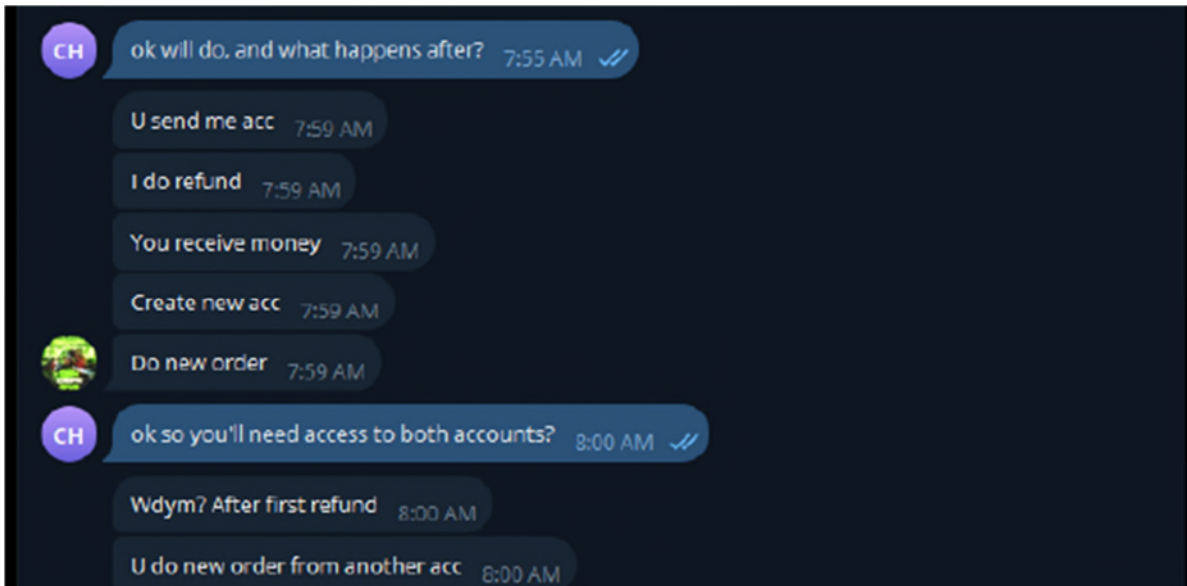 CH
ok will do, and what happens after? 7:55 AM
U send me acc 7:59 AM
I do refund 7:59 AM
You receive money 7:59 AM
Create new acc 7:59 AM
Do new order 7:59 AM
CH
ok so you'll need access to both accounts? 8:00 AM
Wdym? After first refund 8:00 AM
U do new order from another acc 8:00 AM